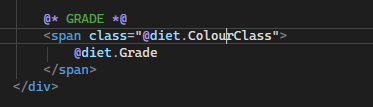 @* GRADE *@
<span class="@diet.ColourClass">
@diet.Grade
</span>
</div>